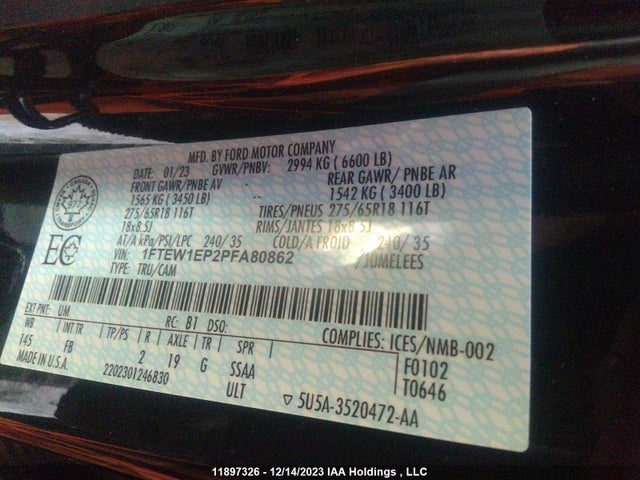 MFD. BY FORD MOTOR COMPANY
DATE: 01/23 GVWR/PNBV: 2994 KG ( 6600 LB)
FRONT GAWR/PNBE AV REAR GAWR/ PNBE AR
1565 KG ( 3450 LB) -- 1542 KG ( 3400 LB)
275/65R18 116T TIRES/PNEUS 275/65R18 116T
18x8.5J RIMS/JANTES 18x8.5J
AT/A kPa/PSI/LPC 240/ 35 COLD/A FROID 240/ 35
VIN: 1FTEW1EP2PFA80862 /JUMELEES
TYPE: TRU/CAM
EC
EXT PNT: UM RC: B1 DSO: COMPLIES: ICES/NMB-002
WB INT TR TP/PS R AXLE TR SPR F0102
145 FB 2 19 G SSAA T0646
MADE IN U.S.A. 2202301246830 ULT ▽ 5U5A-3520472-AA
11897326 - 12/14/2023 IAA Holdings , LLC